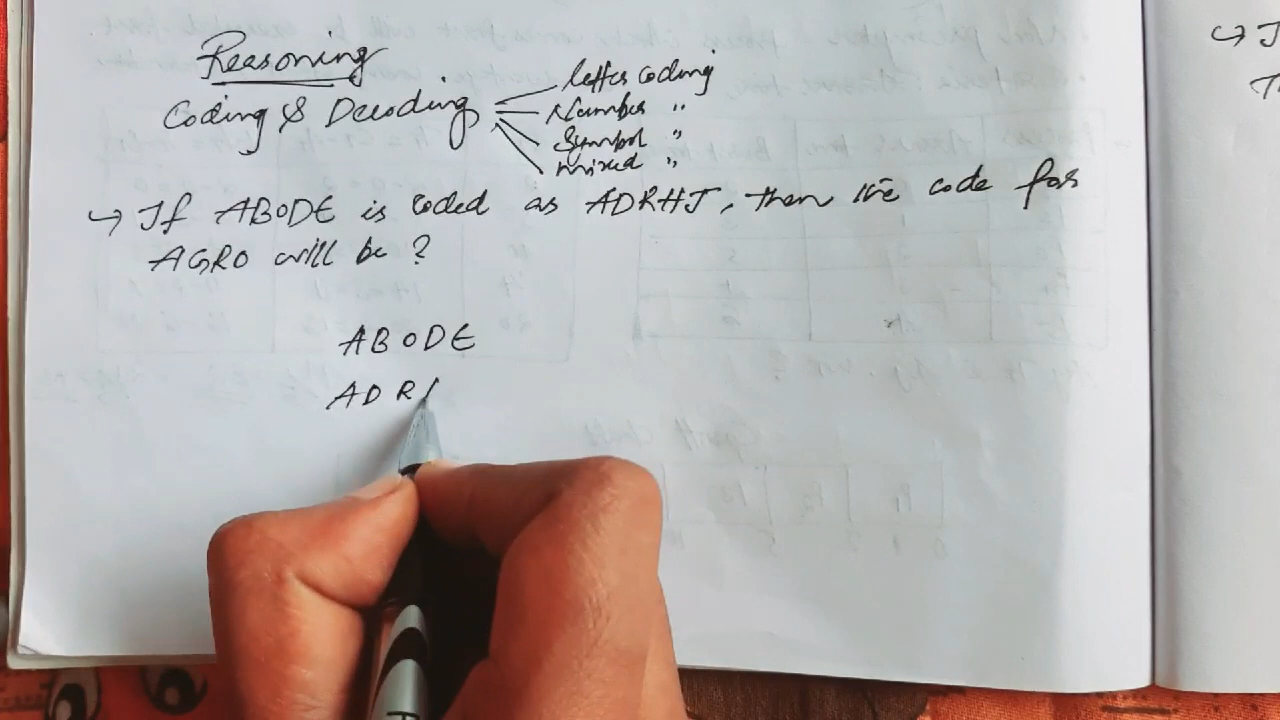 Reasoning
Coding & Decoding
letter coding
Number "
Symbol "
mixed "
→ If ABODE is coded as ADRHJ, then the code for
AGRO will be ?
ABODE
ADR
→ I